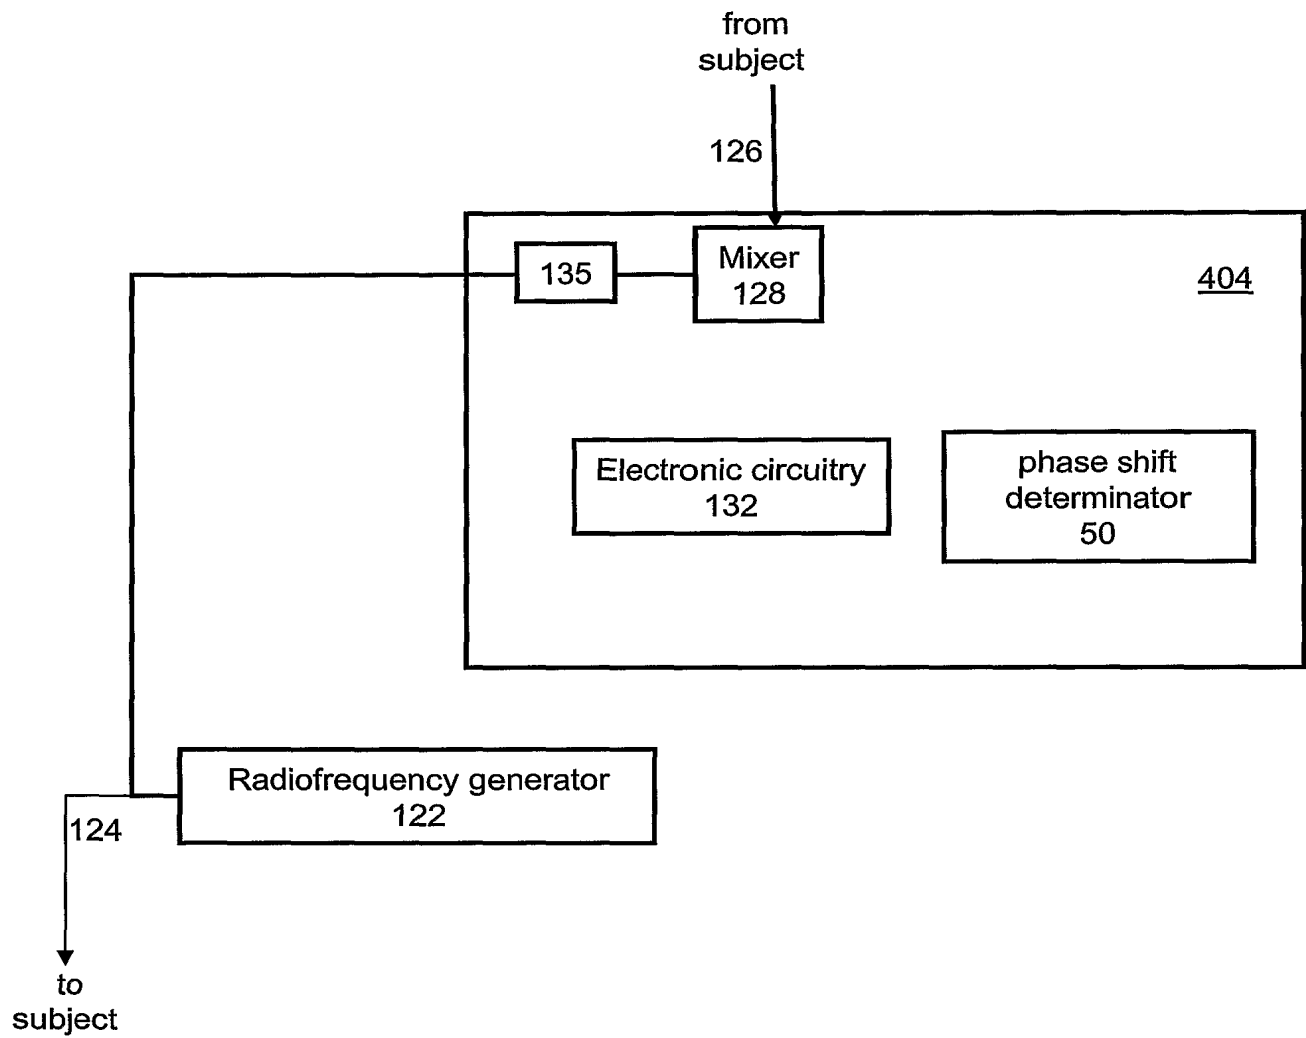 from
subject
126
135
Mixer
128
404
Electronic circuitry
132
phase shift
determinator
50
Radiofrequency generator
122
124
to
subject